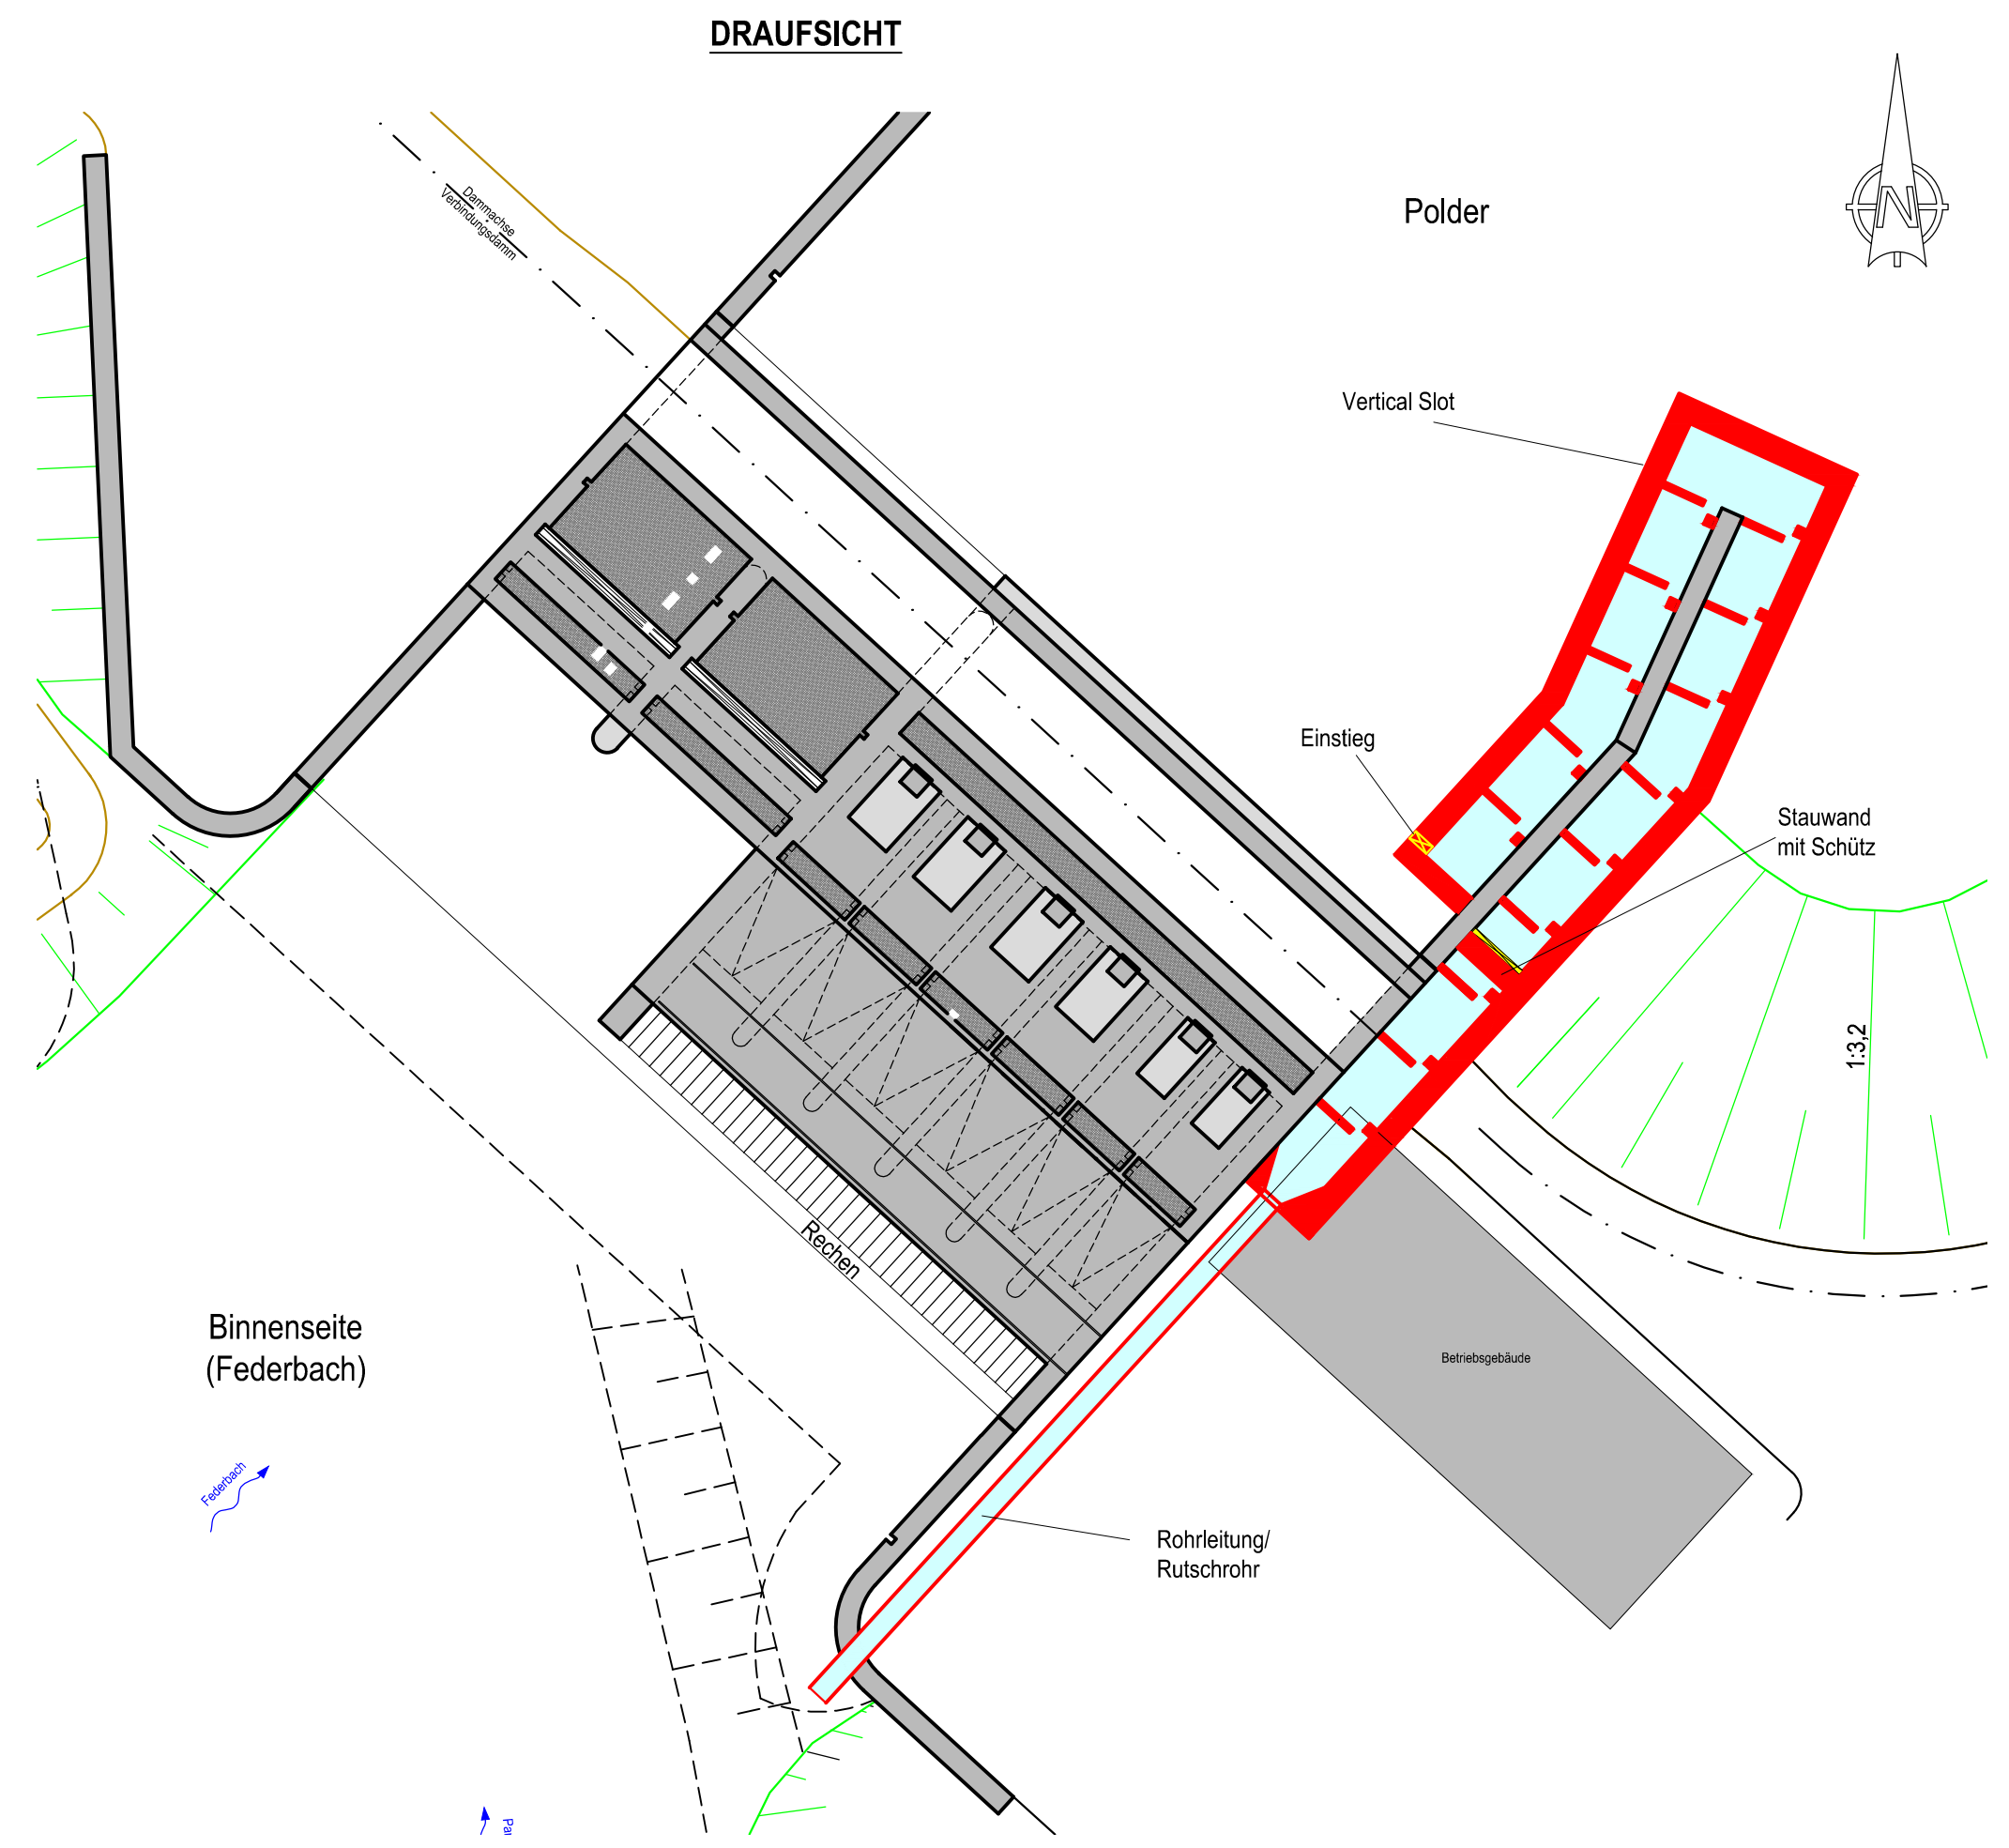 DRAUFSICHT
Dammachse
Verbindungsdamm
Polder
N
Vertical Slot
Einstieg
Stauwand
mit Schütz
1:3,2
Rechen
Binnenseite
(Federbach)
Betriebsgebäude
Federbach
Rohrleitung/
Rutschrohr